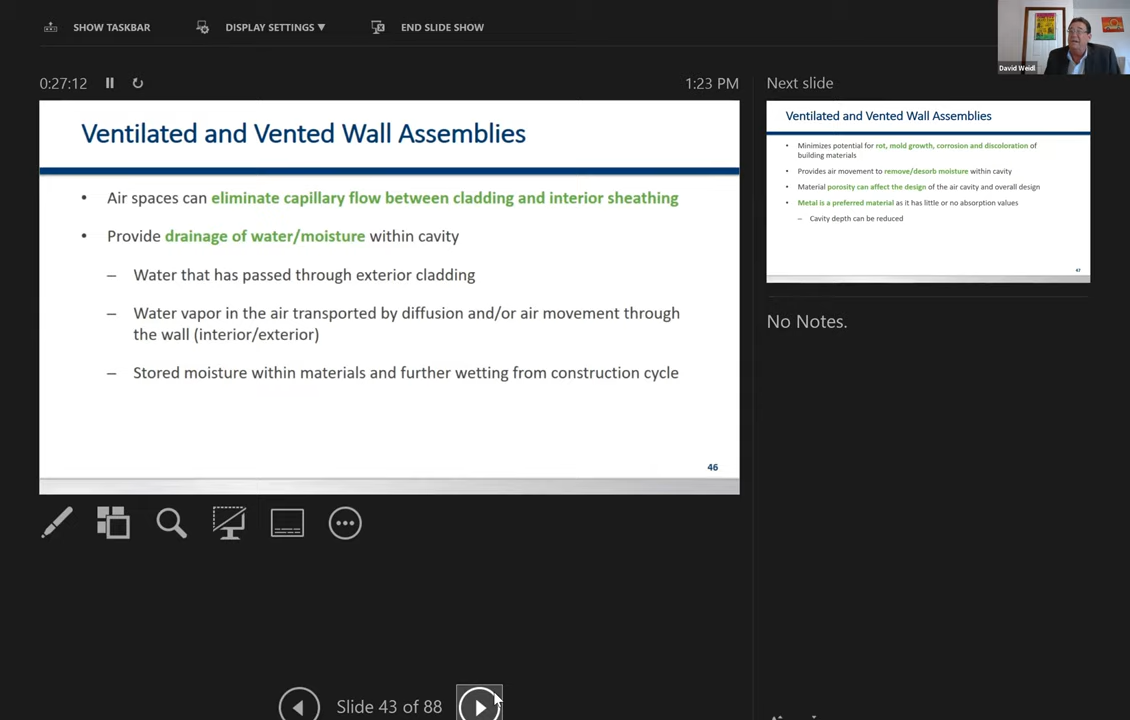 SHOW TASKBAR
DISPLAY SETTINGS ▼
END SLIDE SHOW
David Weidl
0:27:12
1:23 PM
Next slide
Ventilated and Vented Wall Assemblies
• Air spaces can eliminate capillary flow between cladding and interior sheathing
• Provide drainage of water/moisture within cavity
– Water that has passed through exterior cladding
– Water vapor in the air transported by diffusion and/or air movement through
the wall (interior/exterior)
– Stored moisture within materials and further wetting from construction cycle
46
Ventilated and Vented Wall Assemblies
• Minimizes potential for rot, mold growth, corrosion and discoloration of
building materials
• Provides air movement to remove/desorb moisture within cavity
• Material porosity can affect the design of the air cavity and overall design
• Metal is a preferred material as it has little or no absorption values
– Cavity depth can be reduced
47
No Notes.
Slide 43 of 88